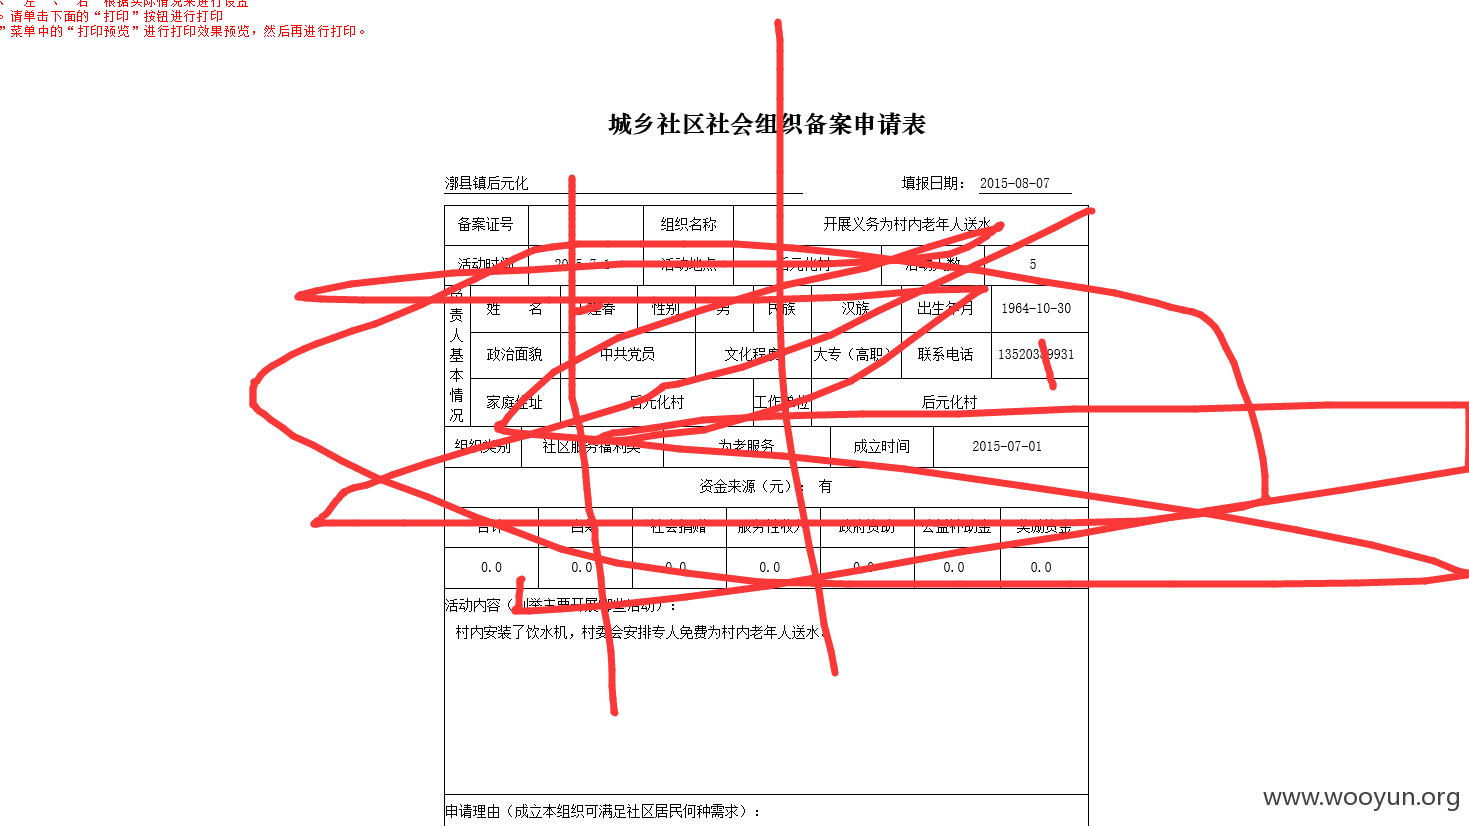 、“左”、“右”根据实际情况来进行设置
。请单击下面的“打印”按钮进行打印
”菜单中的“打印预览”进行打印效果预览，然后再进行打印。
城乡社区社会组织备案申请表
漷县镇后元化 填报日期： 2015-08-07
备案证号 组织名称 开展义务为村内老年人送水
活动时间 活动地点 后元化村 活动人数 5
负责人基本情况
姓 名 春 性别 男 民族 汉族 出生年月 1964-10-30
政治面貌 中共党员 文化程度 大专（高职） 联系电话
家庭住址 后元化村 工作单位 后元化村
组织类别 社区服务福利类 为老服务 成立时间 2015-07-01
资金来源（元）： 有
合计 自筹 社会捐赠 服务性收入 政府资助 公益补助金 奖励资金
0.0 0.0 0.0 0.0 0.0 0.0 0.0
活动内容（列举主要开展哪些活动）：
村内安装了饮水机，村委会安排专人免费为村内老年人送水。
申请理由（成立本组织可满足社区居民何种需求）：
www.wooyun.org